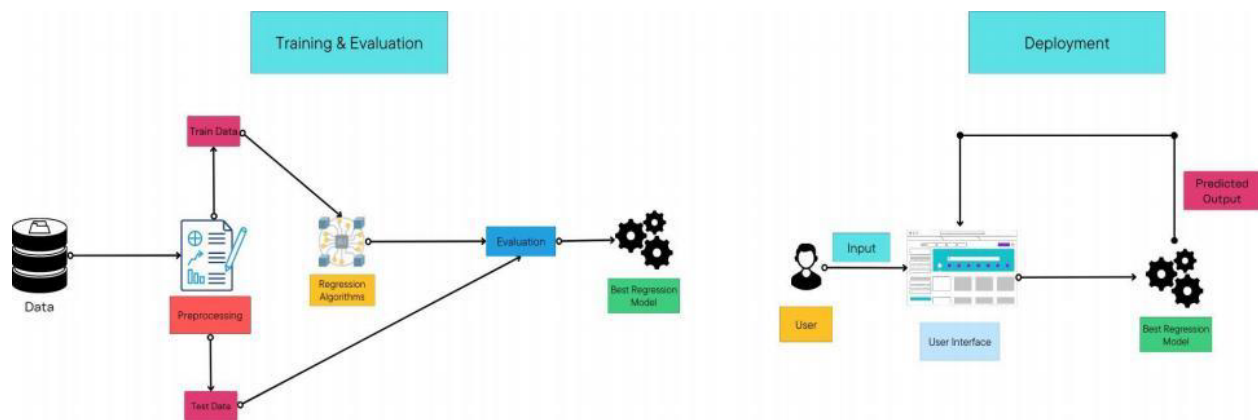 Training & Evaluation
Train Data
Data
Preprocessing
Test Data
Regression
Algorithms
Evaluation
Best Regression
Model
Deployment
Predicted
Output
Input
User
User Interface
Best Regression
Model